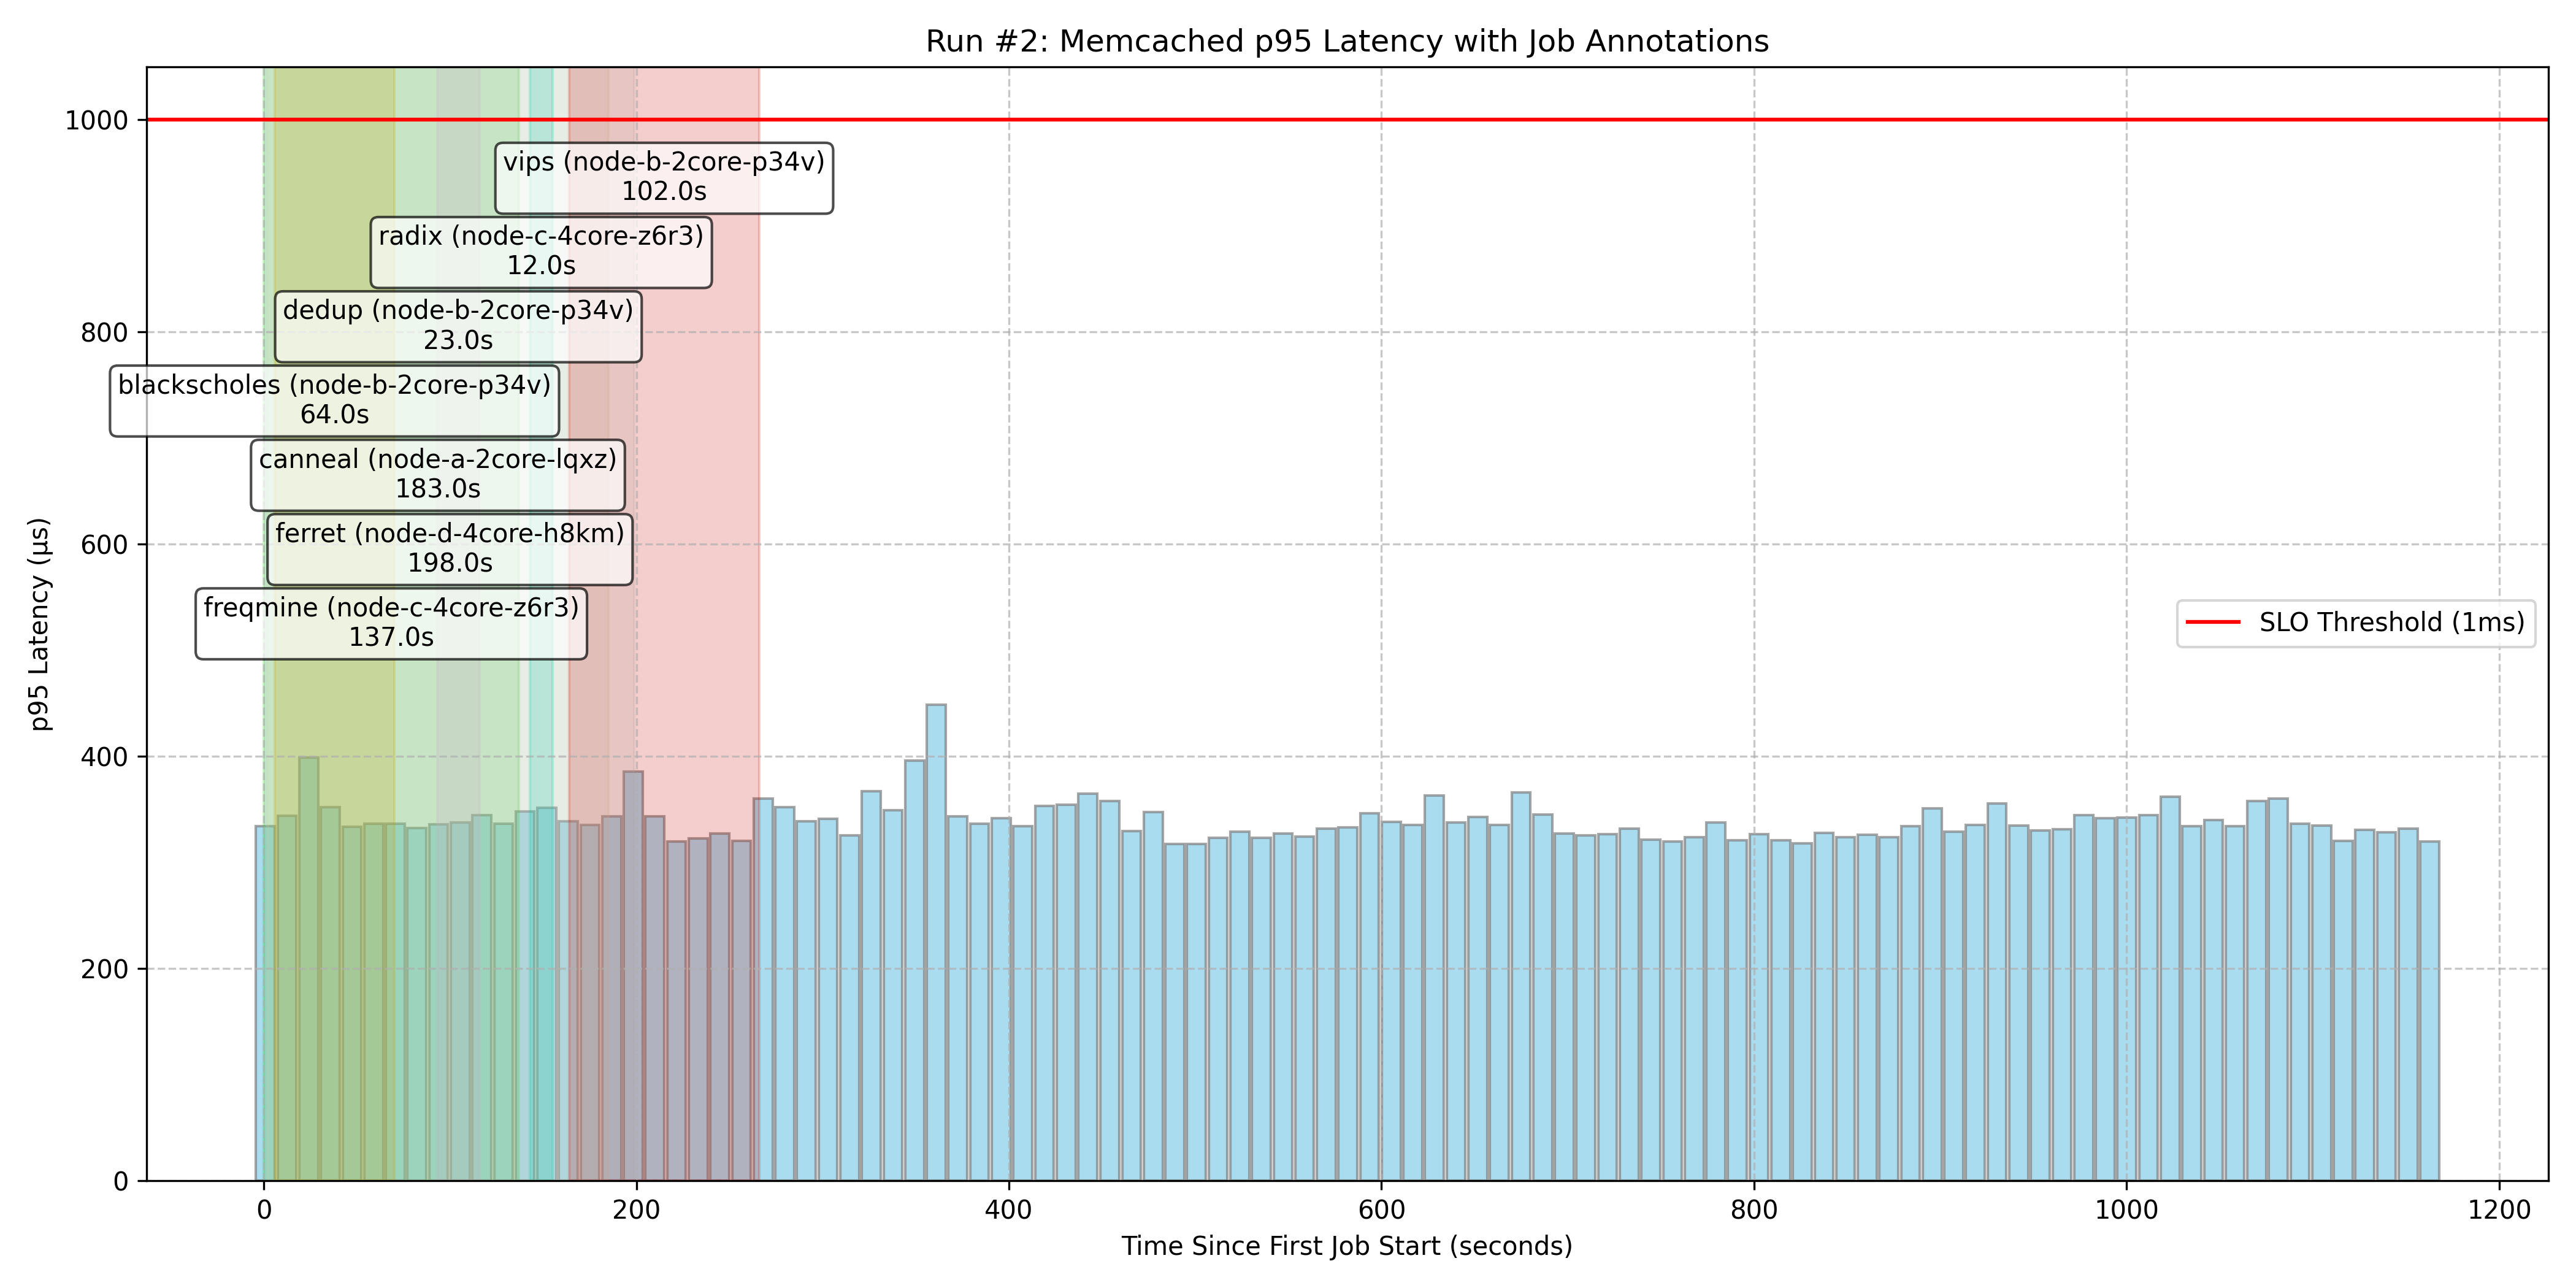 Run #2: Memcached p95 Latency with Job Annotations
p95 Latency (µs)
1000
800
600
400
200
0
vips (node-b-2core-p34v)
102.0s
radix (node-c-4core-z6r3)
12.0s
dedup (node-b-2core-p34v)
23.0s
blackscholes (node-b-2core-p34v)
64.0s
canneal (node-a-2core-lqxz)
183.0s
ferret (node-d-4core-h8km)
198.0s
freqmine (node-c-4core-z6r3)
137.0s
SLO Threshold (1ms)
0
200
400
600
800
1000
1200
Time Since First Job Start (seconds)